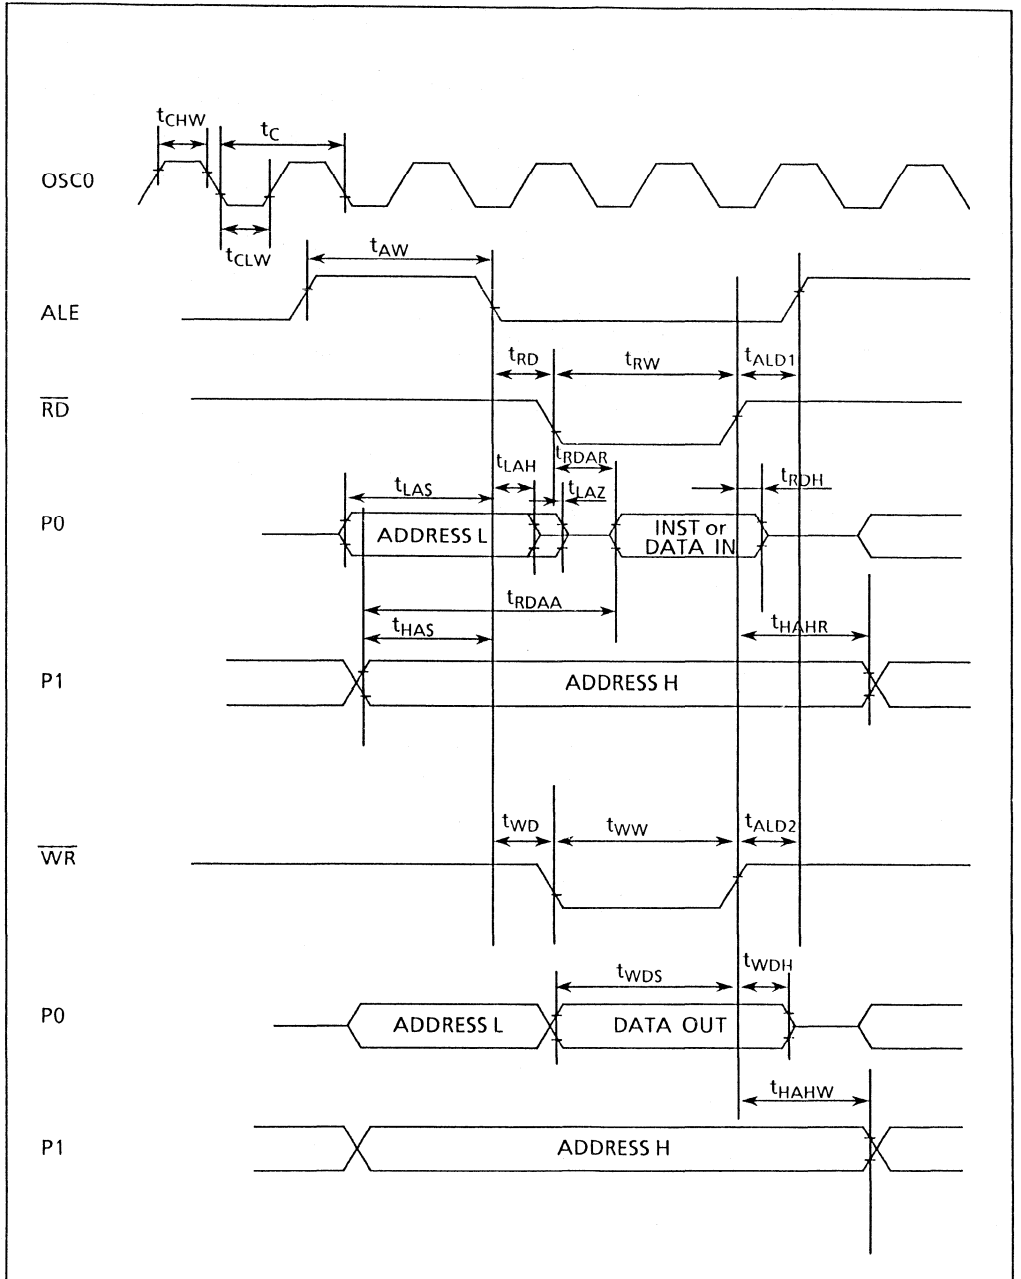 tCHW
tC
OSC0
tCLW
tAW
ALE
tRD
tRW
tALD1
RD
tRDAR
tLAH
tRDH
tLAS
tLAZ
P0
ADDRESS L
INST or
DATA IN
tRDAA
tHAS
tHAHR
P1
ADDRESS H
tWD
tWW
tALD2
WR
tWDS
tWDH
P0
ADDRESS L
DATA OUT
tHAHW
P1
ADDRESS H